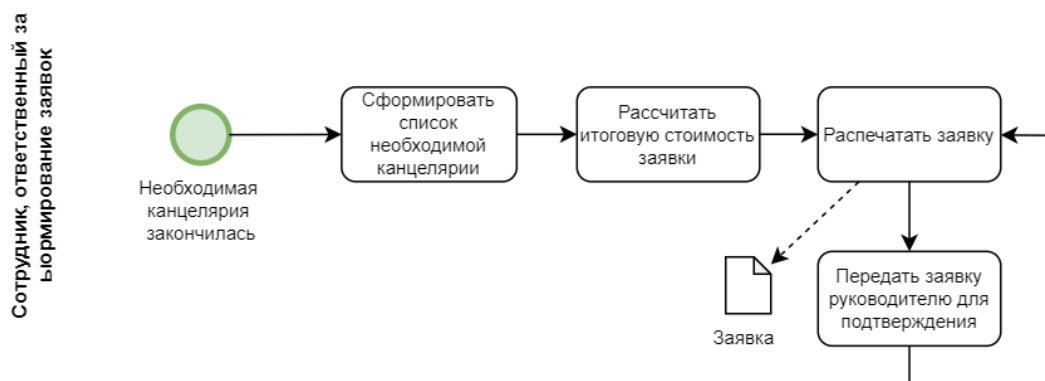 Сотрудник, ответственный за
ьюрмирование заявок
Необходимая
канцелярия
закончилась
Сформировать
список
необходимой
канцелярии
Рассчитать
итоговую стоимость
заявки
Распечатать заявку
Заявка
Передать заявку
руководителю для
подтверждения